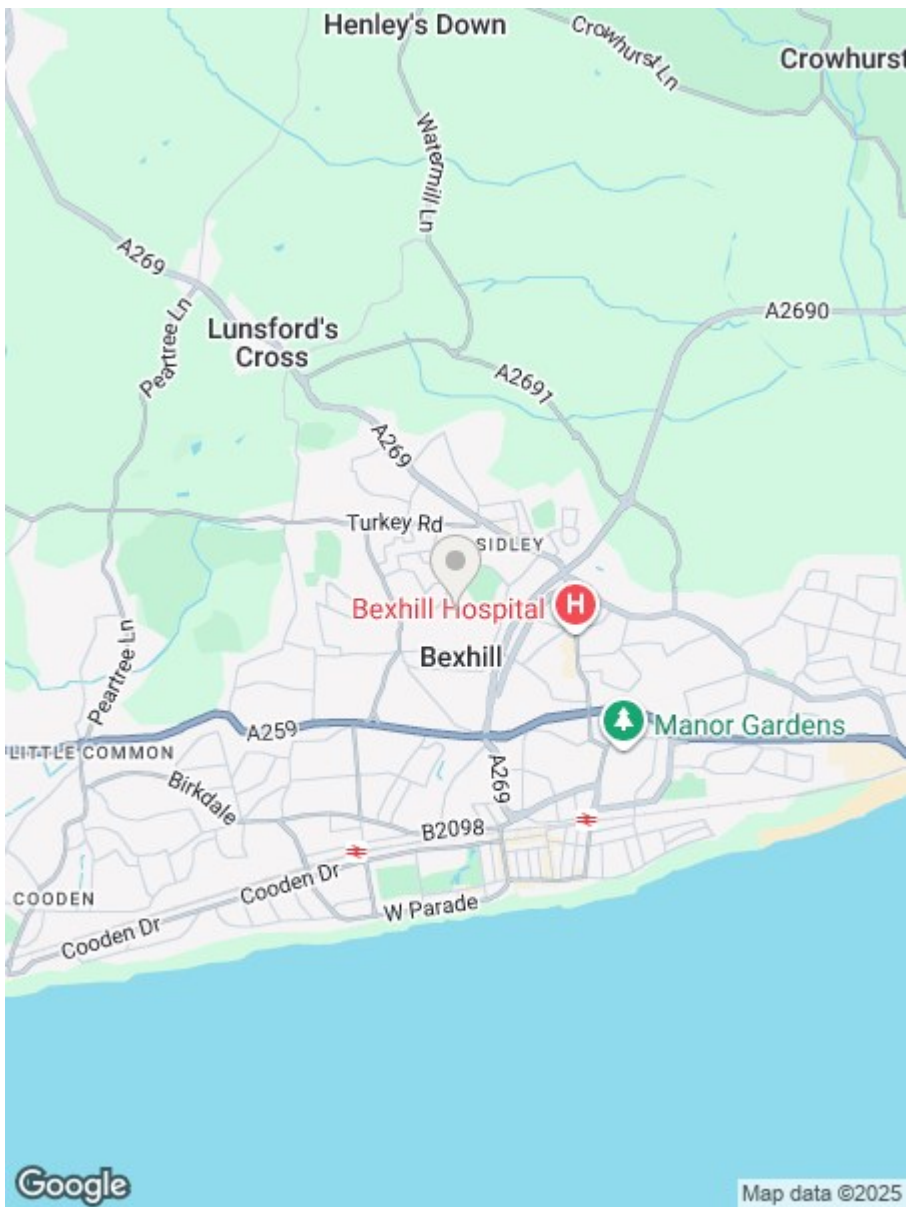 Henley's Down
Crowhurst Ln
Crowhurst
Watermill Ln
A269
A2690
Lunsford's
Cross
Peartree Ln
A2691
A269
Turkey Rd
SIDLEY
Bexhill Hospital
H
Bexhill
Peartree Ln
Manor Gardens
A259
LITTLE COMMON
Birkdale
A269
B2098
Cooden Dr
COODEN
W Parade
Cooden Dr
Google
Map data ©2025